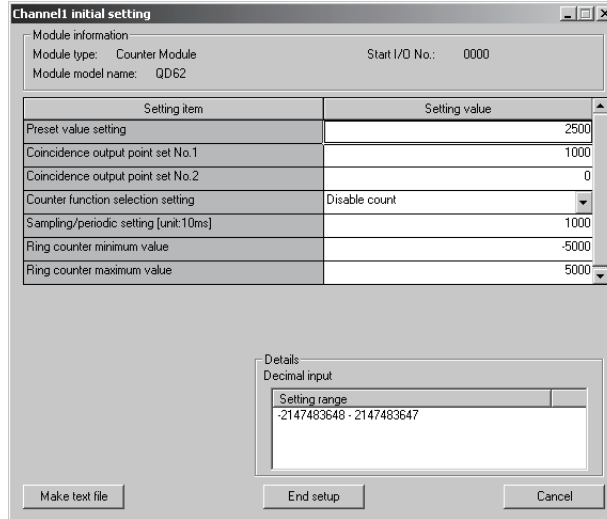 Channel1 initial setting
Module information
Module type: Counter Module Start I/O No.: 0000
Module model name: QD62
Setting item Setting value
Preset value setting 2500
Coincidence output point set No.1 1000
Coincidence output point set No.2 0
Counter function selection setting Disable count
Sampling/periodic setting [unit:10ms] 1000
Ring counter minimum value -5000
Ring counter maximum value 5000
Details
Decimal input
Setting range
-2147483648 - 2147483647
Make text file End setup Cancel